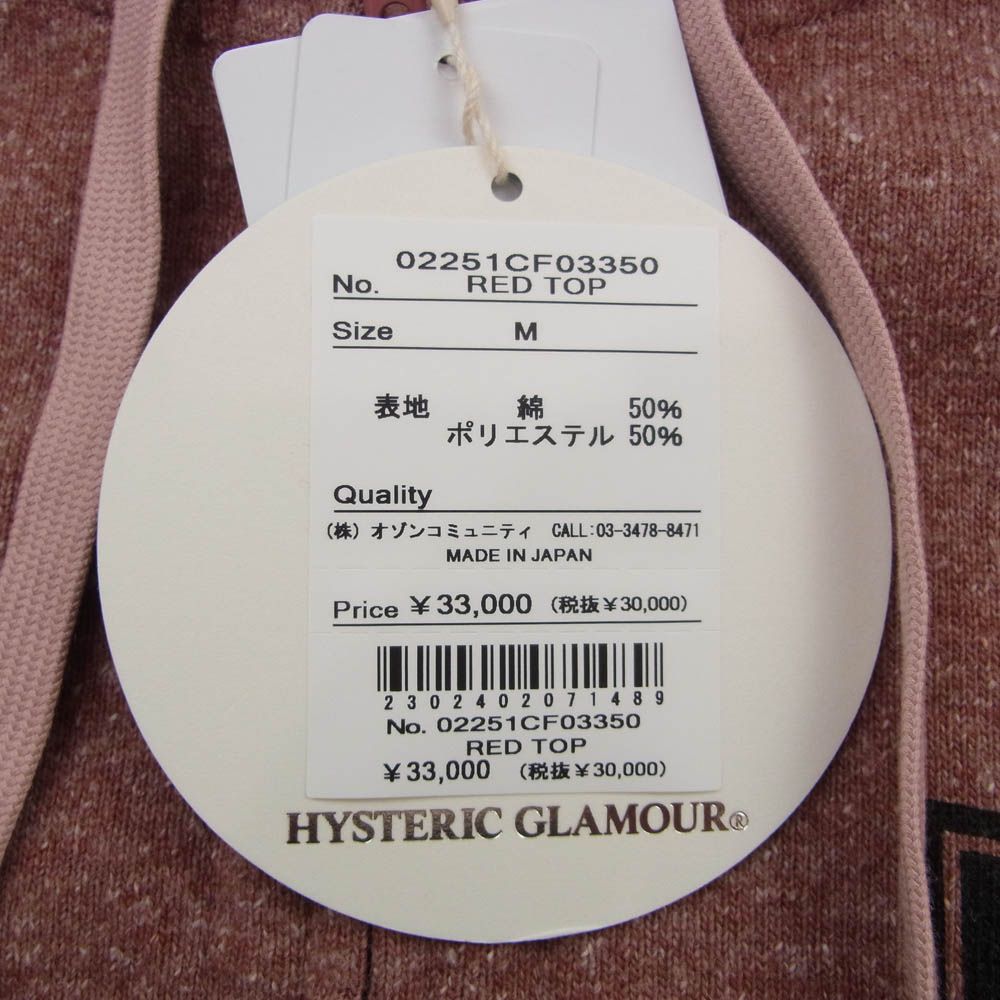 02251CF03350
No. RED TOP
Size M
表地 綿 50%
ポリエステル 50%
Quality
(株) オゾンコミュニティ CALL:03-3478-8471
MADE IN JAPAN
Price ¥33,000 (税抜¥30,000)
2302402071489
No. 02251CF03350
RED TOP
¥33,000 (税抜¥30,000)
HYSTERIC GLAMOUR®